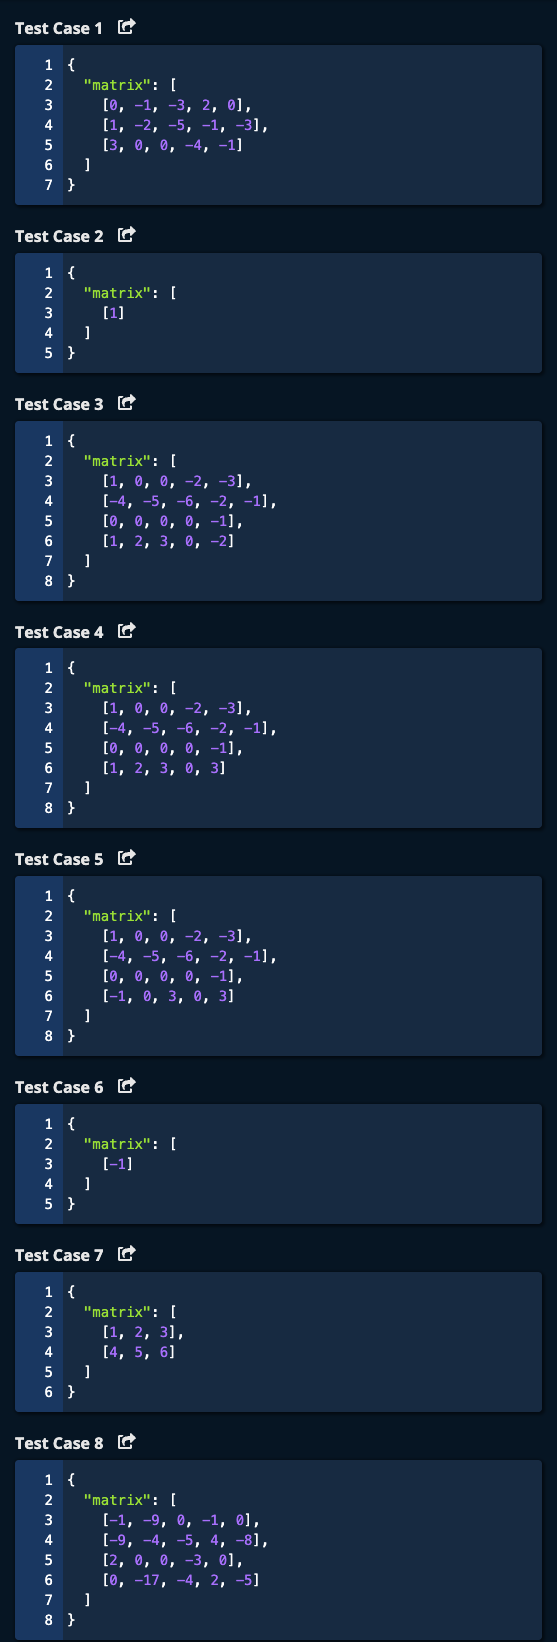 Test Case 1
1 {
2   "matrix": [
3     [0, -1, -3, 2, 0],
4     [1, -2, -5, -1, -3],
5     [3, 0, 0, -4, -1]
6   ]
7 }
Test Case 2
1 {
2   "matrix": [
3     [1]
4   ]
5 }
Test Case 3
1 {
2   "matrix": [
3     [1, 0, 0, -2, -3],
4     [-4, -5, -6, -2, -1],
5     [0, 0, 0, 0, -1],
6     [1, 2, 3, 0, -2]
7   ]
8 }
Test Case 4
1 {
2   "matrix": [
3     [1, 0, 0, -2, -3],
4     [-4, -5, -6, -2, -1],
5     [0, 0, 0, 0, -1],
6     [1, 2, 3, 0, 3]
7   ]
8 }
Test Case 5
1 {
2   "matrix": [
3     [1, 0, 0, -2, -3],
4     [-4, -5, -6, -2, -1],
5     [0, 0, 0, 0, -1],
6     [-1, 0, 3, 0, 3]
7   ]
8 }
Test Case 6
1 {
2   "matrix": [
3     [-1]
4   ]
5 }
Test Case 7
1 {
2   "matrix": [
3     [1, 2, 3],
4     [4, 5, 6]
5   ]
6 }
Test Case 8
1 {
2   "matrix": [
3     [-1, -9, 0, -1, 0],
4     [-9, -4, -5, 4, -8],
5     [2, 0, 0, -3, 0],
6     [0, -17, -4, 2, -5]
7   ]
8 }